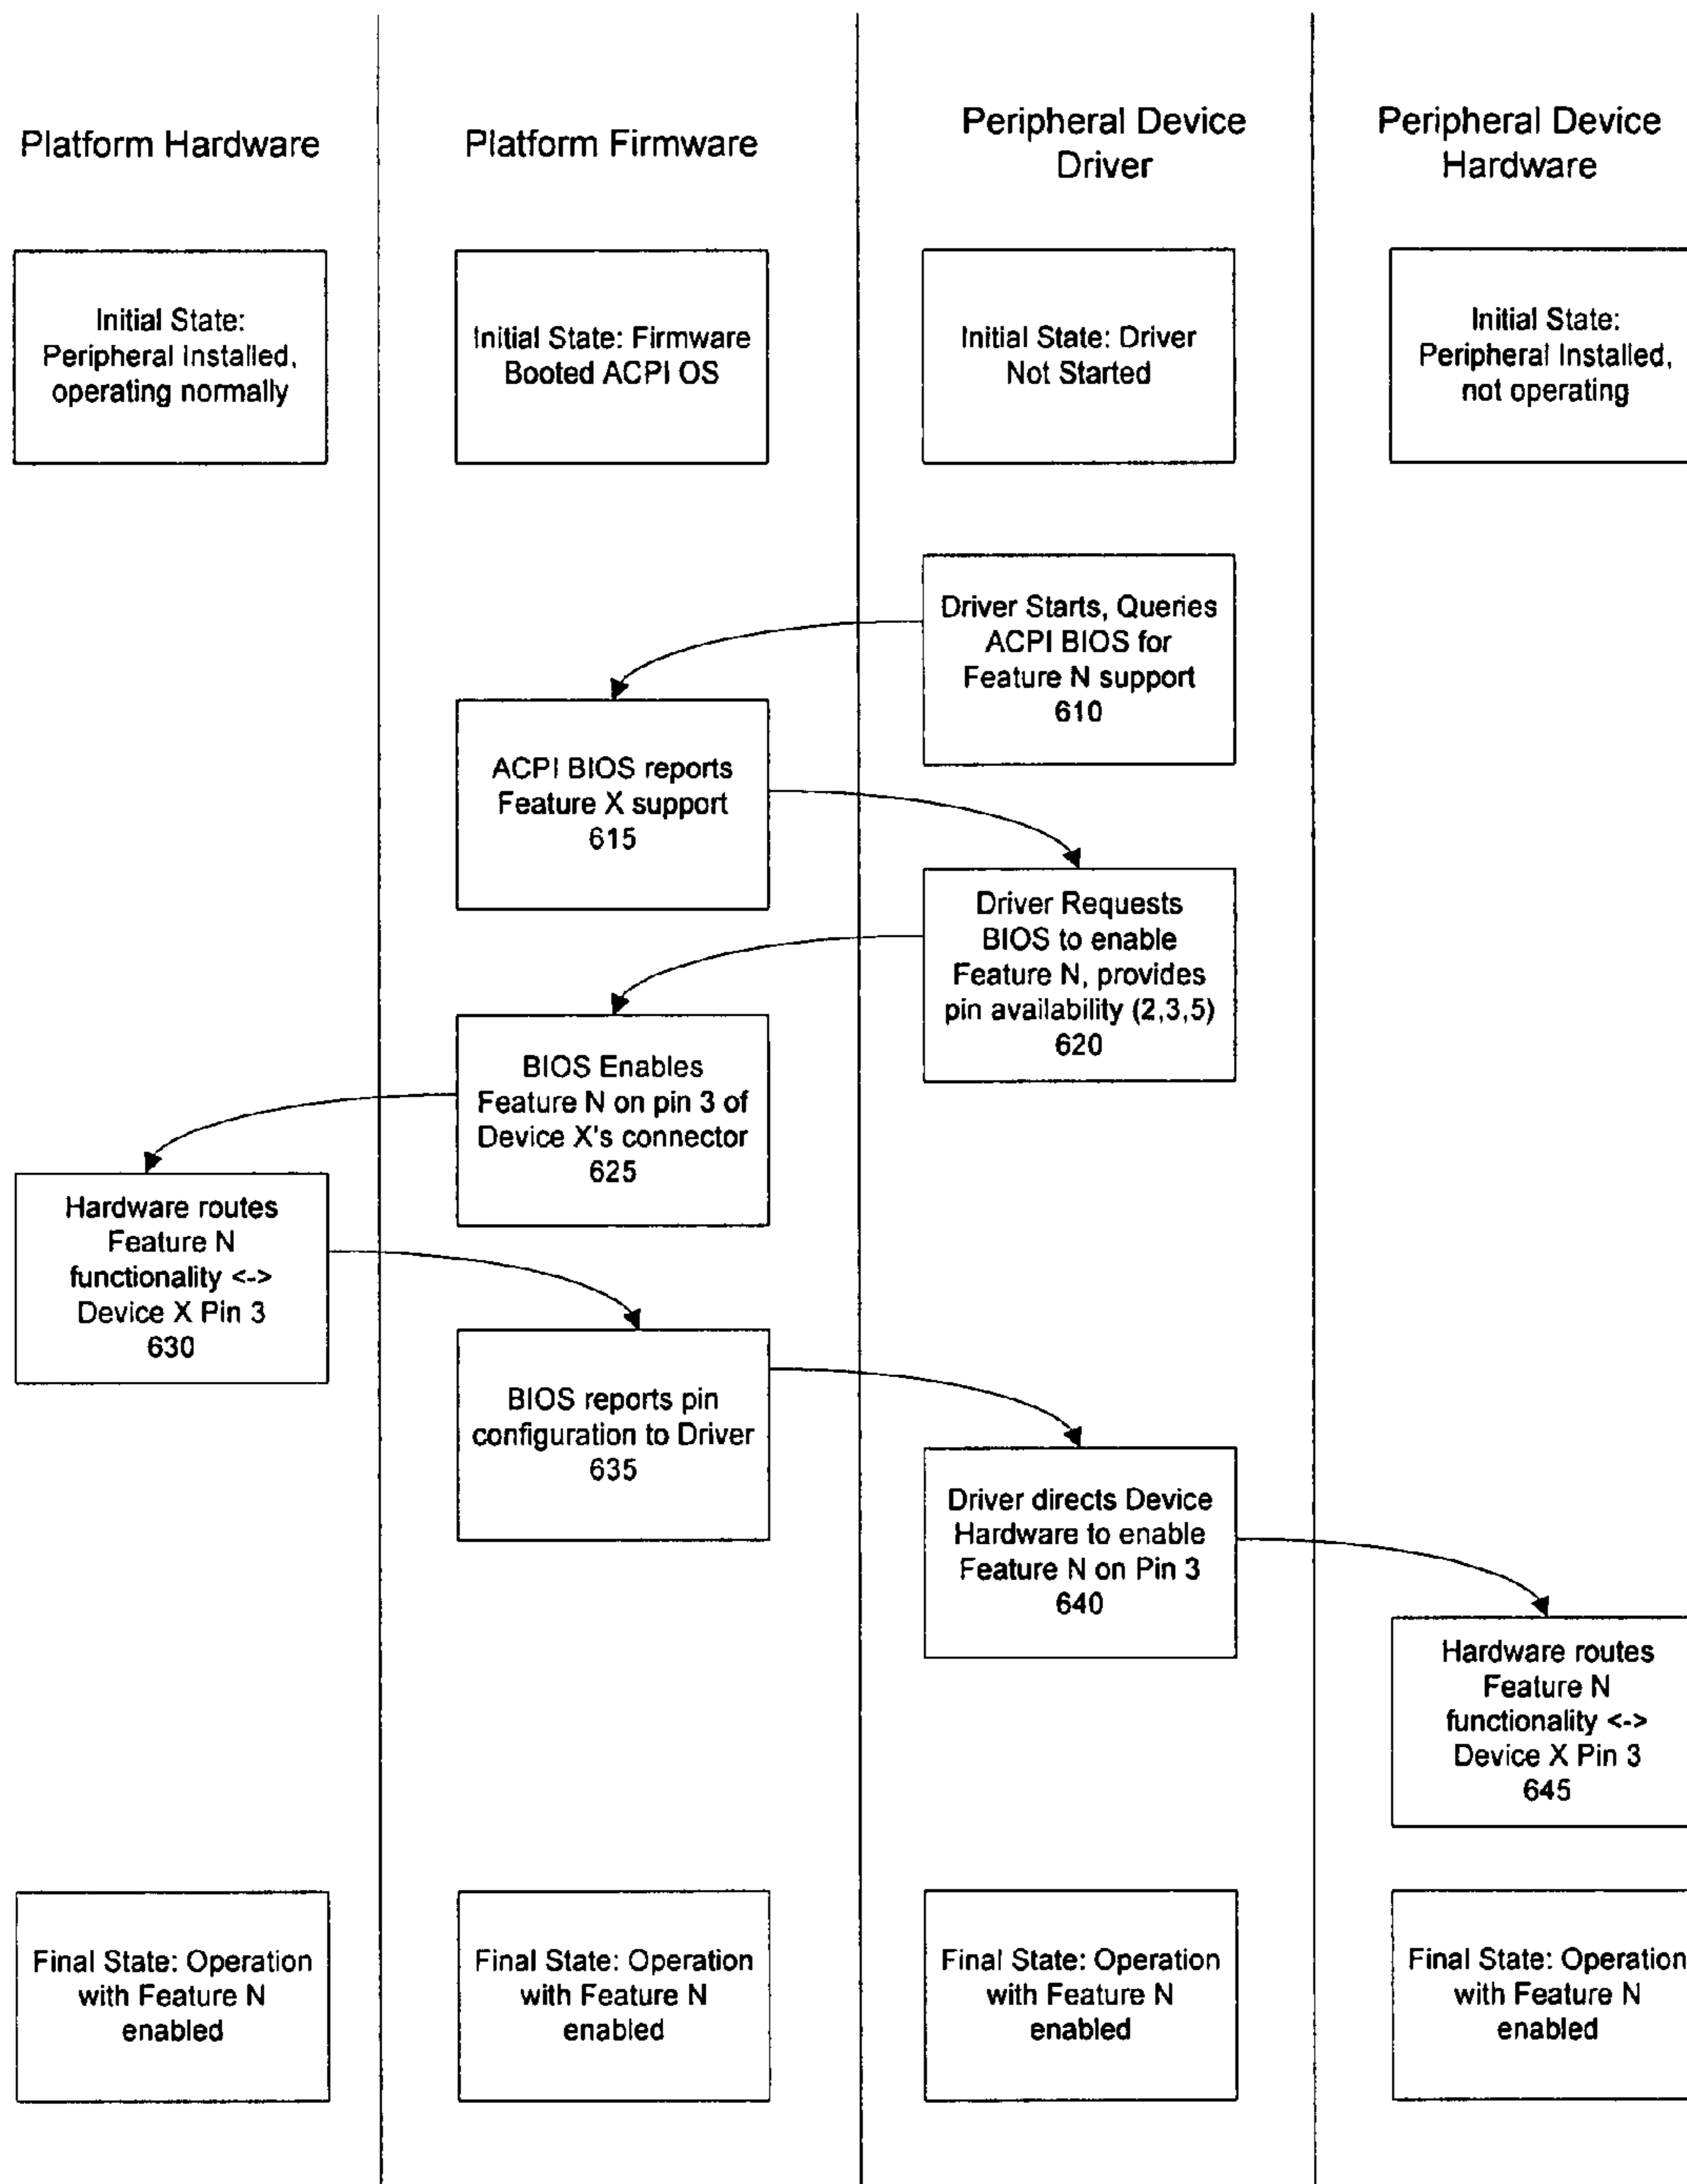 Platform Hardware
Platform Firmware
Peripheral Device
Driver
Peripheral Device
Hardware
Initial State:
Peripheral Installed,
operating normally
Initial State: Firmware
Booted ACPI OS
Initial State: Driver
Not Started
Initial State:
Peripheral Installed,
not operating
Driver Starts, Queries
ACPI BIOS for
Feature N support
610
ACPI BIOS reports
Feature X support
615
Driver Requests
BIOS to enable
Feature N, provides
pin availability (2,3,5)
620
BIOS Enables
Feature N on pin 3 of
Device X's connector
625
Hardware routes
Feature N
functionality <->
Device X Pin 3
630
BIOS reports pin
configuration to Driver
635
Driver directs Device
Hardware to enable
Feature N on Pin 3
640
Hardware routes
Feature N
functionality <->
Device X Pin 3
645
Final State: Operation
with Feature N
enabled
Final State: Operation
with Feature N
enabled
Final State: Operation
with Feature N
enabled
Final State: Operation
with Feature N
enabled